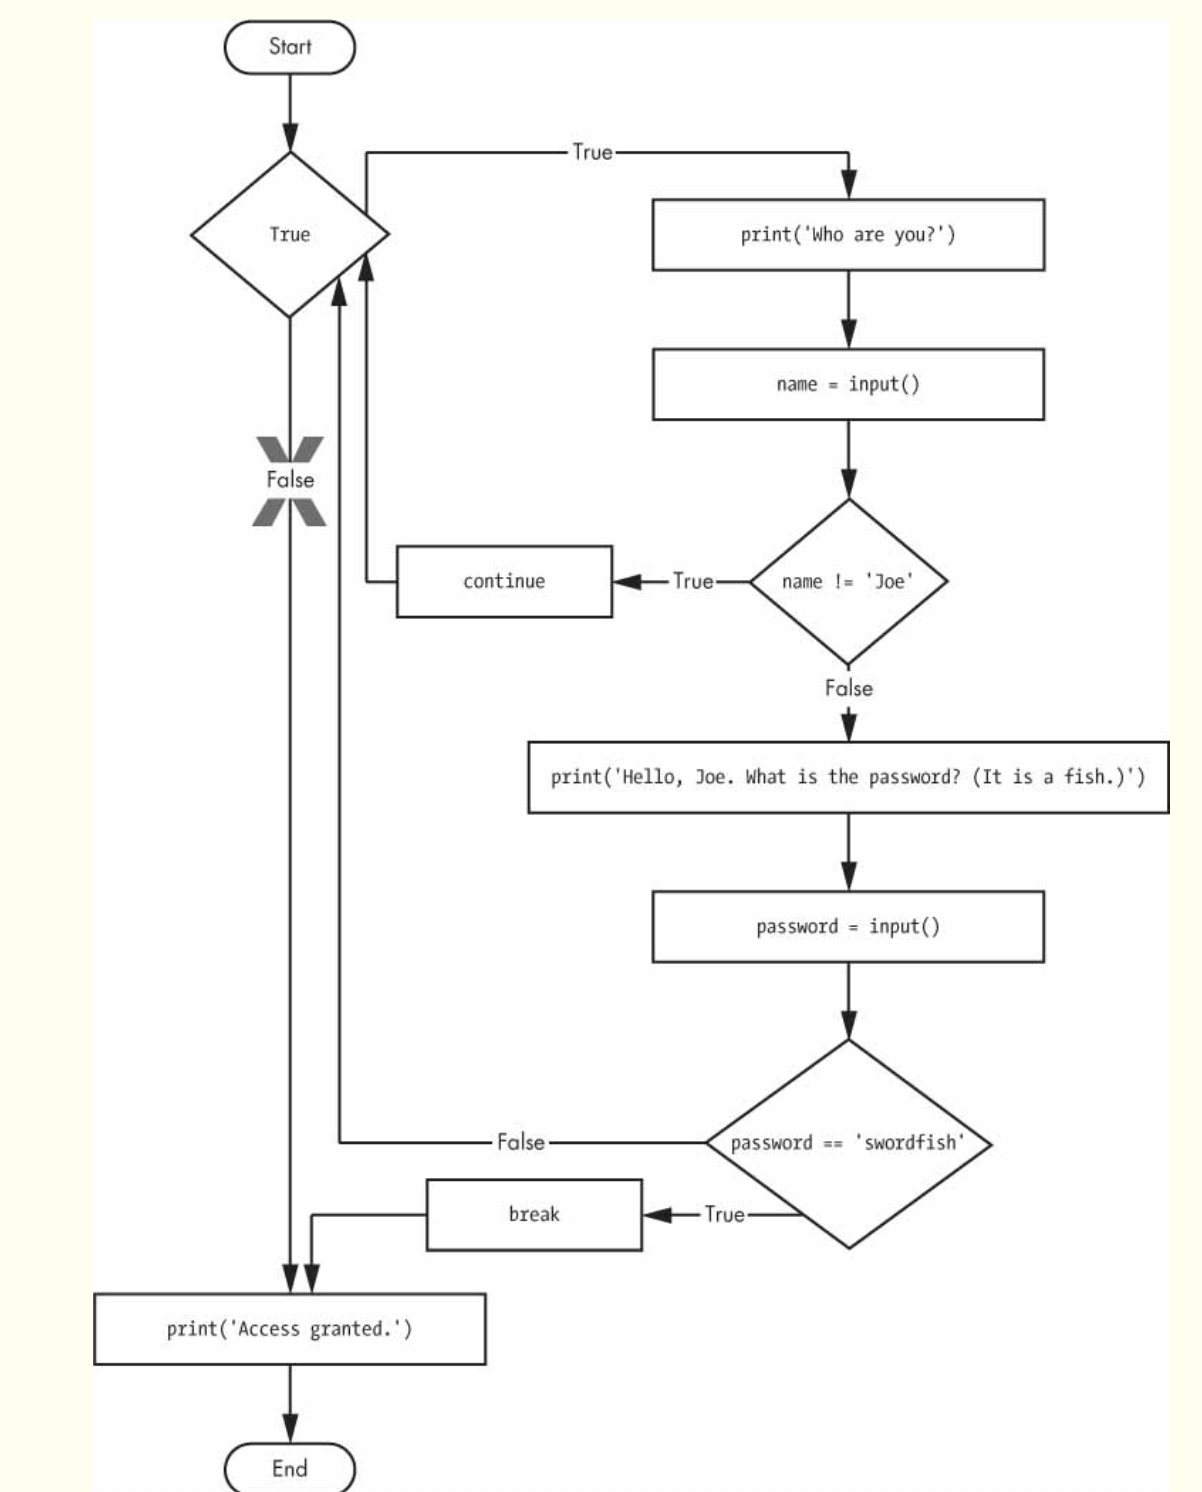 Start
True
True
print('Who are you?')
name = input()
False
continue
True
name != 'Joe'
False
print('Hello, Joe. What is the password? (It is a fish.)')
password = input()
False
password == 'swordfish'
break
True
print('Access granted.')
End